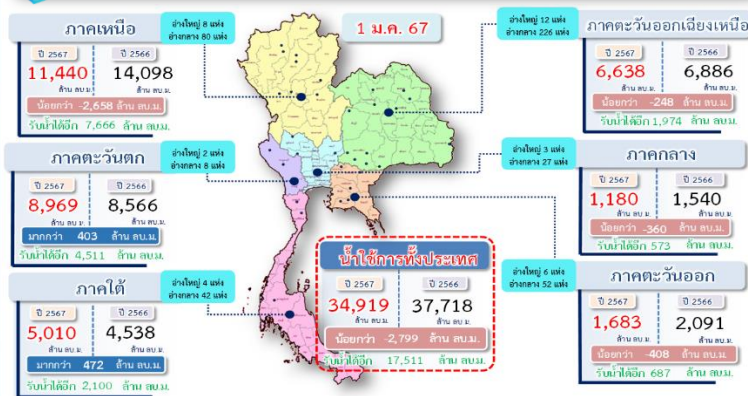 ภาคเหนือ
อ่างใหญ่ 8 แห่ง
อ่างกลาง 80 แห่ง
ปี 2567
ปี 2566
11,440
14,098
ล้าน ลบ.ม.
ล้าน ลบ.ม.
น้อยกว่า -2,658 ล้าน ลบ.ม.
รับน้ำได้อีก 7,666 ล้าน ลบ.ม.
1 ม.ค. 67
อ่างใหญ่ 12 แห่ง
อ่างกลาง 226 แห่ง
ภาคตะวันออกเฉียงเหนือ
ปี 2567
ปี 2566
6,638
6,886
ล้าน ลบ.ม.
ล้าน ลบ.ม.
น้อยกว่า -248 ล้าน ลบ.ม.
รับน้ำได้อีก 1,974 ล้าน ลบ.ม.
ภาคตะวันตก
อ่างใหญ่ 2 แห่ง
อ่างกลาง 8 แห่ง
ปี 2567
ปี 2566
8,969
8,566
ล้าน ลบ.ม.
ล้าน ลบ.ม.
มากกว่า 403 ล้าน ลบ.ม.
รับน้ำได้อีก 4,511 ล้าน ลบ.ม.
อ่างใหญ่ 3 แห่ง
อ่างกลาง 27 แห่ง
ภาคกลาง
ปี 2567
ปี 2566
1,180
1,540
ล้าน ลบ.ม.
ล้าน ลบ.ม.
น้อยกว่า -360 ล้าน ลบ.ม.
รับน้ำได้อีก 573 ล้าน ลบ.ม.
ภาคใต้
อ่างใหญ่ 4 แห่ง
อ่างกลาง 42 แห่ง
ปี 2567
ปี 2566
5,010
4,538
ล้าน ลบ.ม.
ล้าน ลบ.ม.
มากกว่า 472 ล้าน ลบ.ม.
รับน้ำได้อีก 2,100 ล้าน ลบ.ม.
น้ำใช้การทั้งประเทศ
ปี 2567
ปี 2566
34,919
37,718
ล้าน ลบ.ม.
ล้าน ลบ.ม.
น้อยกว่า -2,799 ล้าน ลบ.ม.
รับน้ำได้อีก 17,511 ล้าน ลบ.ม.
อ่างใหญ่ 6 แห่ง
อ่างกลาง 52 แห่ง
ภาคตะวันออก
ปี 2567
ปี 2566
1,683
2,091
ล้าน ลบ.ม.
ล้าน ลบ.ม.
น้อยกว่า -408 ล้าน ลบ.ม.
รับน้ำได้อีก 687 ล้าน ลบ.ม.